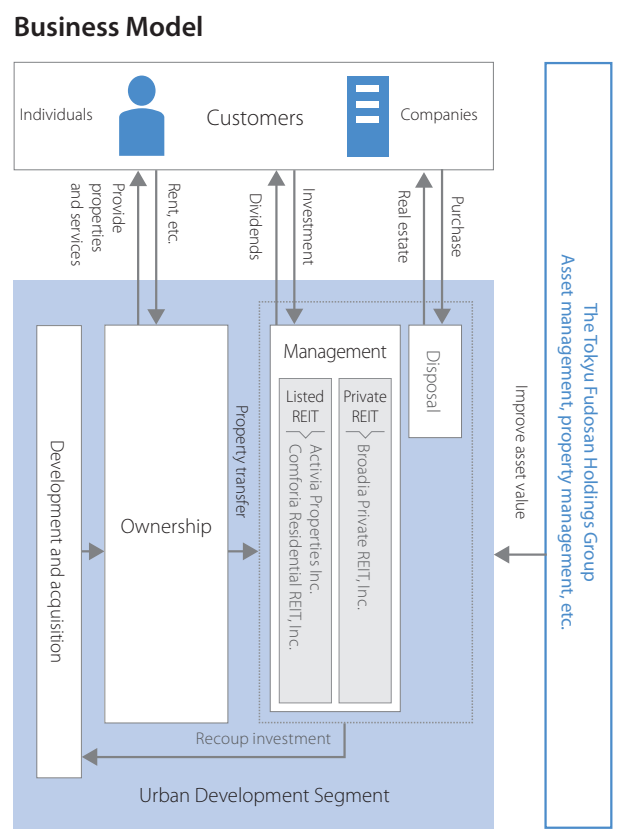 Business Model
Individuals
Customers
Companies
Provide
properties
and services
Rent, etc.
Dividends
Investment
Real estate
Purchase
Development and acquisition
Ownership
Property transfer
Management
Listed
REIT
Activia Properties Inc.
Comforia Residential REIT, Inc.
Private
REIT
Broadia Private REIT, Inc.
Disposal
Improve asset value
The Tokyu Fudosan Holdings Group
Asset management, property management, etc.
Recoup investment
Urban Development Segment